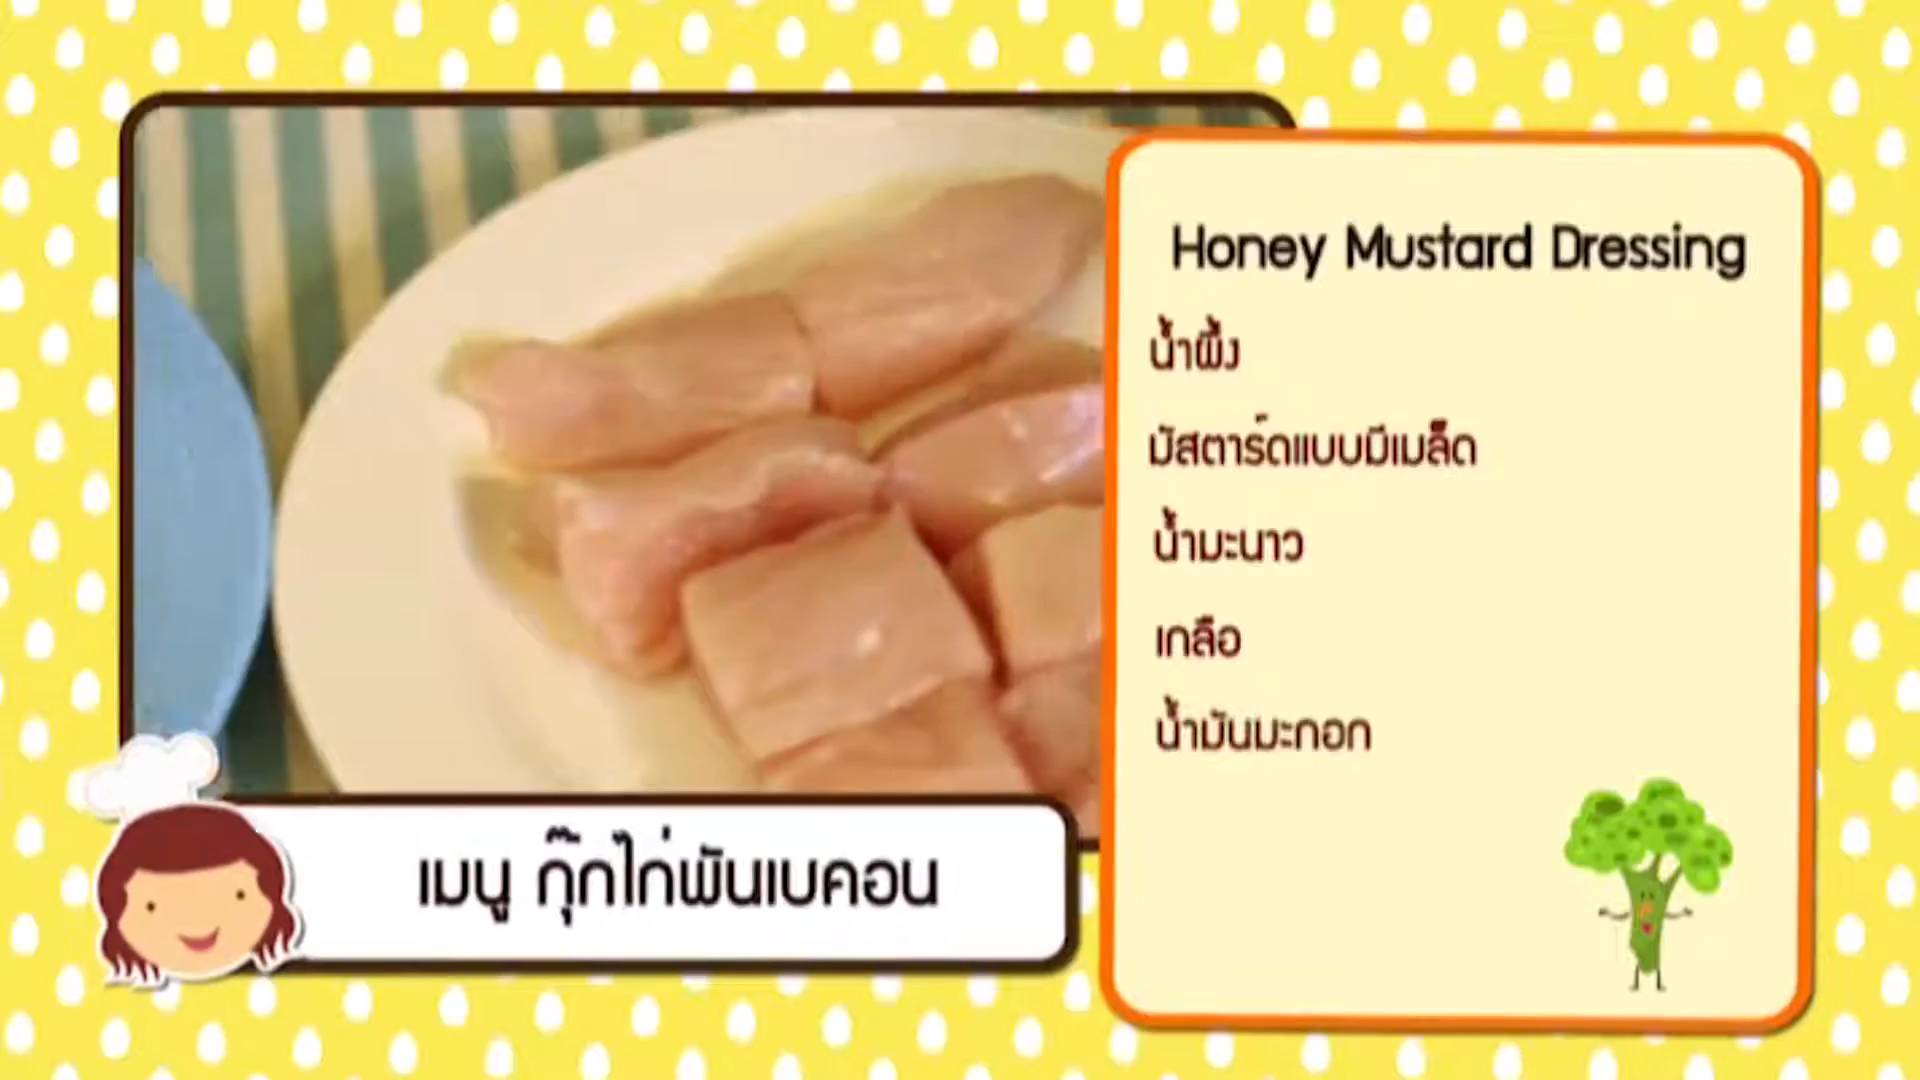 Honey Mustard Dressing
น้ำผึ้ง
มัสตาร์ดแบบมีเมล็ด
น้ำมะนาว
เกลือ
น้ำมันมะกอก
เมนู กุ๊กไก่พันเบคอน